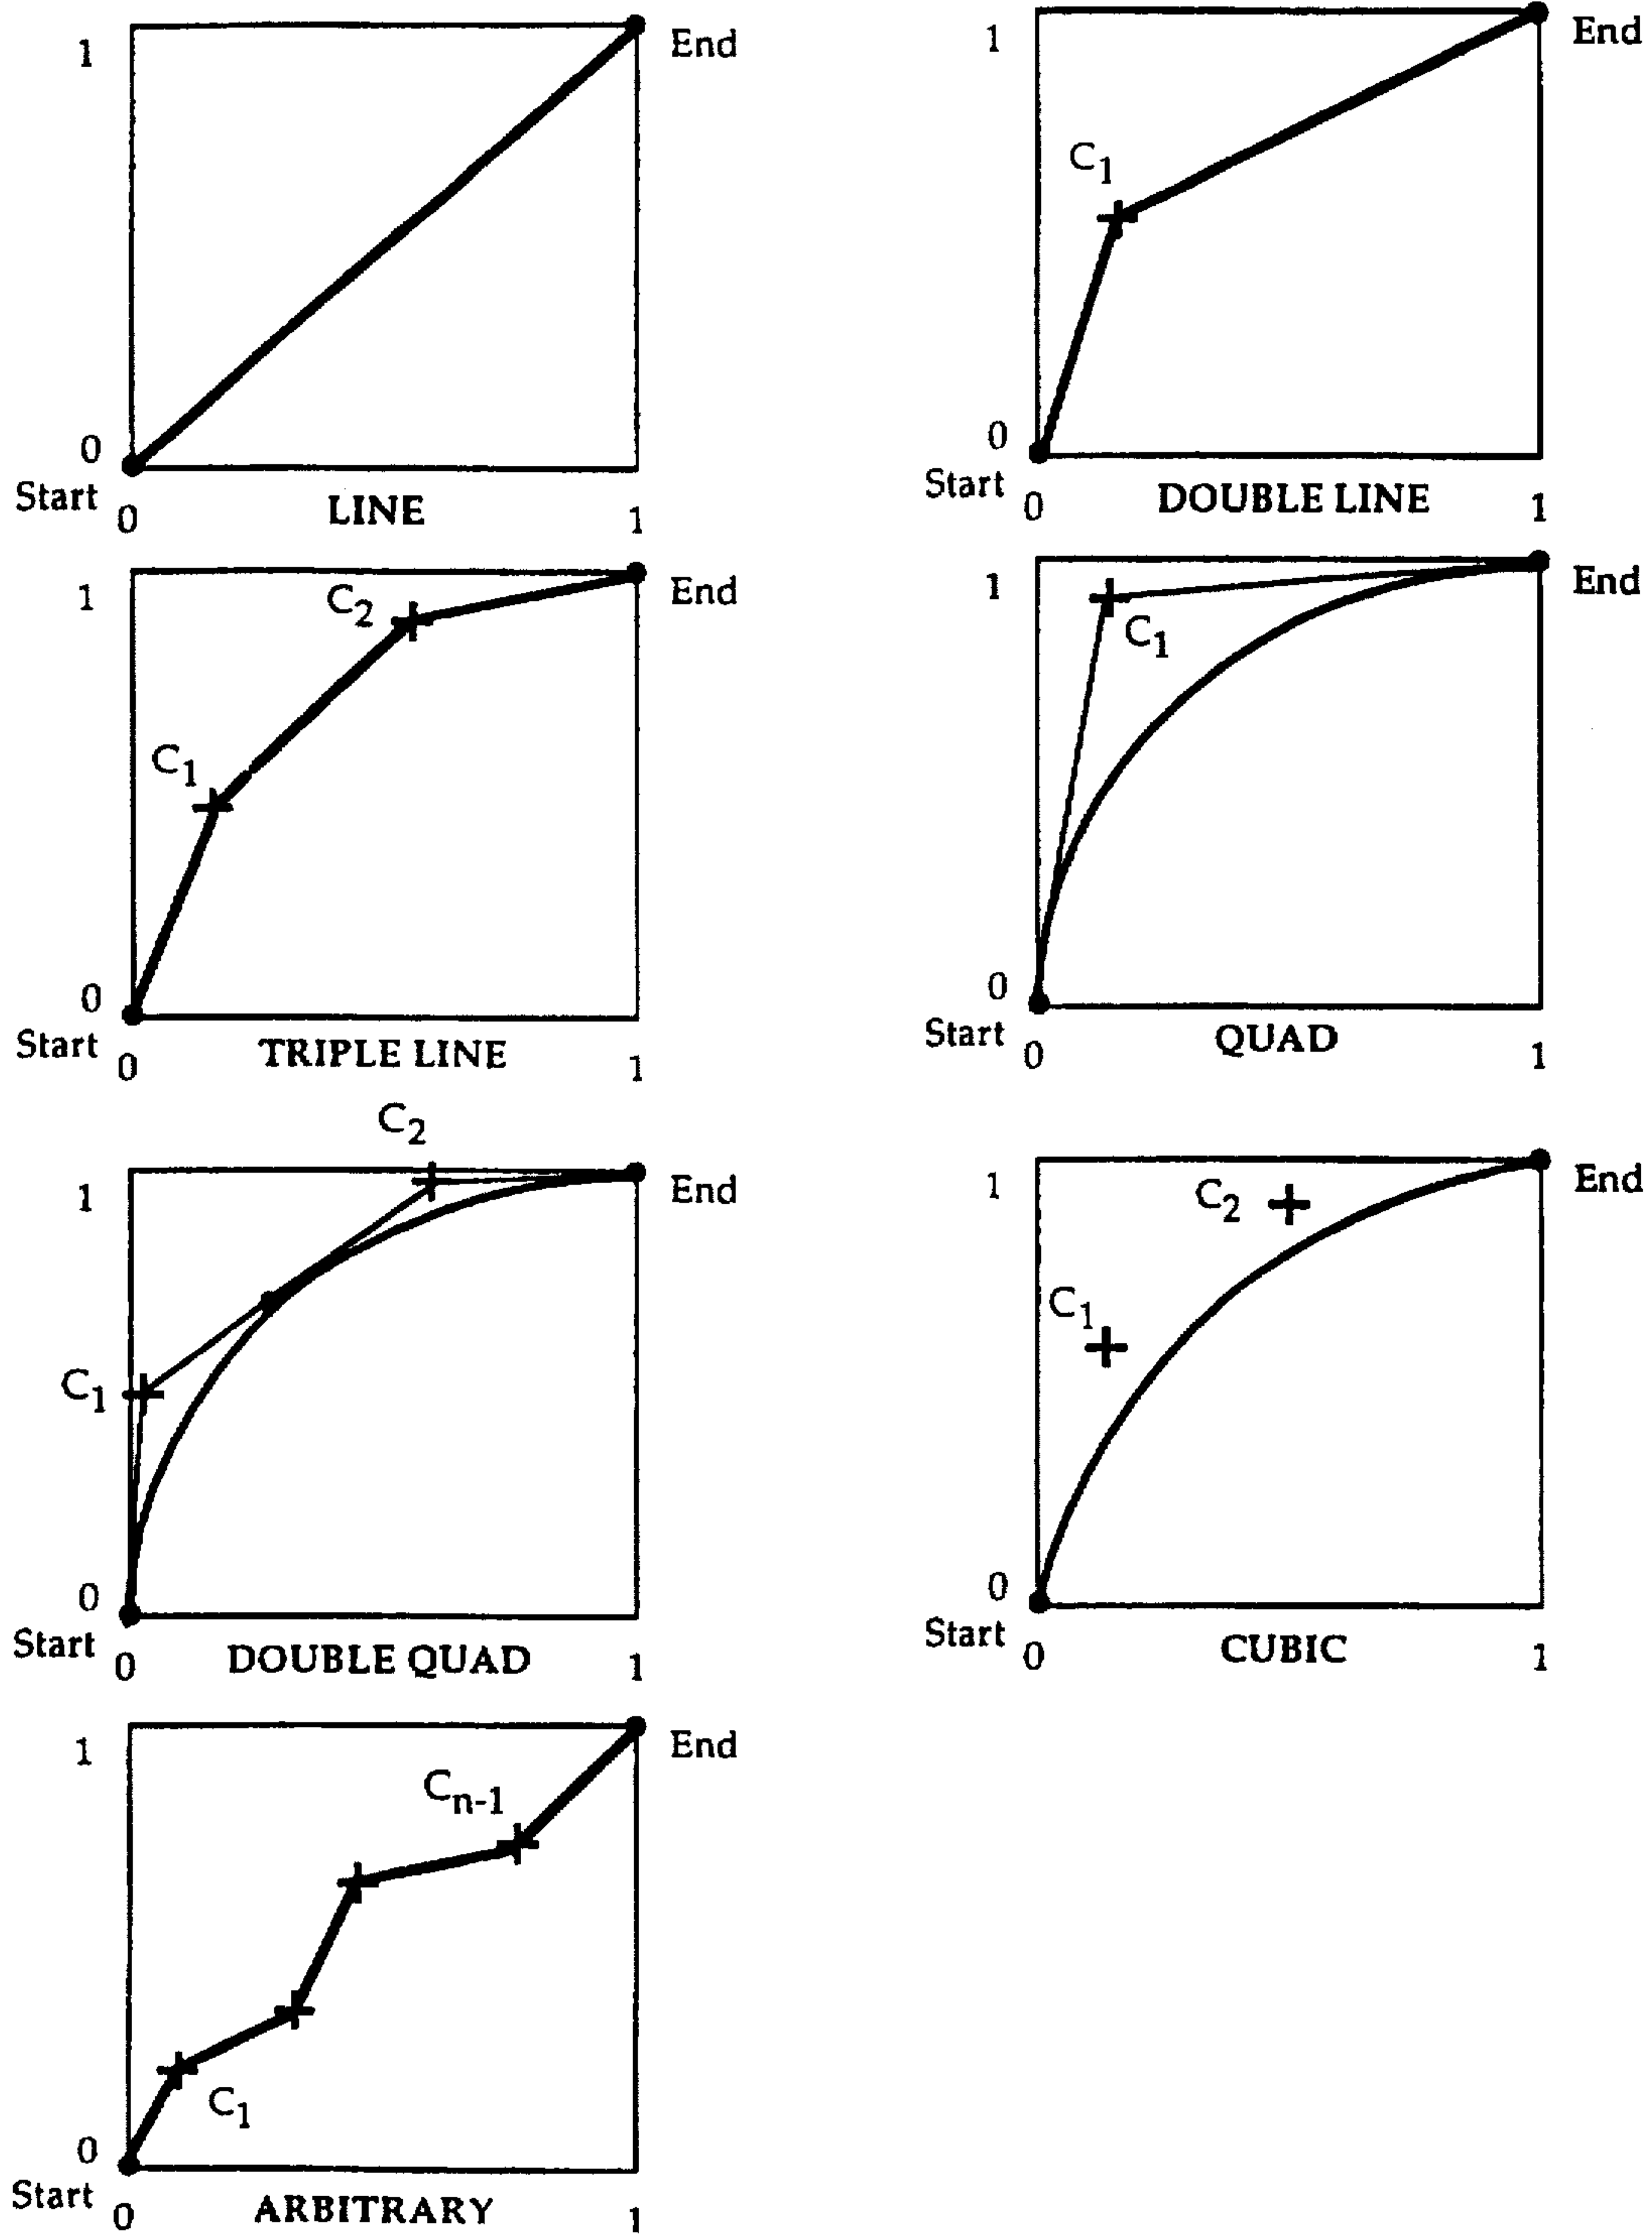 1
End
0
Start
0
LINE
1
1
End
C1
0
Start
0
DOUBLE LINE
1
1
End
C2
C1
0
Start
0
TRIPLE LINE
1
1
End
C1
0
Start
0
QUAD
1
C2
1
End
C1
0
Start
0
DOUBLE QUAD
1
1
End
C2
C1
0
Start
0
CUBIC
1
1
End
Cn-1
C1
0
Start
0
ARBITRARY
1